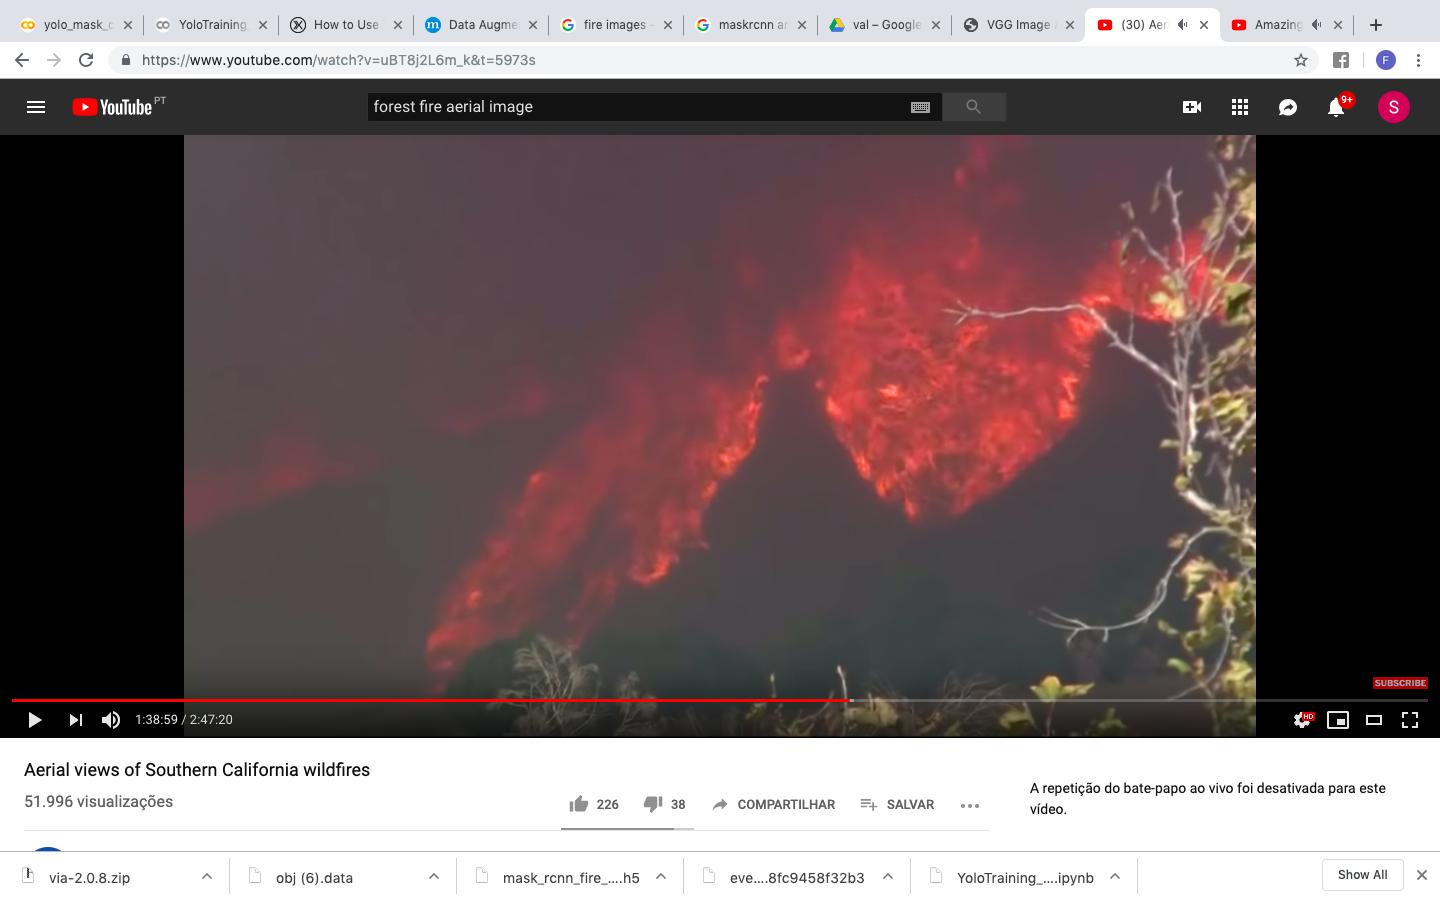 yolo_mask_c
YoloTraining
How to Use
Data Augme
fire images -
maskrcnn ar
val – Google
VGG Image
(30) Aer
Amazing
https://www.youtube.com/watch?v=uBT8j2L6m_k&t=5973s
F
YouTube PT
forest fire aerial image
9+
S
SUBSCRIBE
1:38:59 / 2:47:20
HD
Aerial views of Southern California wildfires
51.996 visualizações
226
38
COMPARTILHAR
SALVAR
A repetição do bate-papo ao vivo foi desativada para este
vídeo.
via-2.0.8.zip
obj (6).data
mask_rcnn_fire_....h5
eve....8fc9458f32b3
YoloTraining_....ipynb
Show All